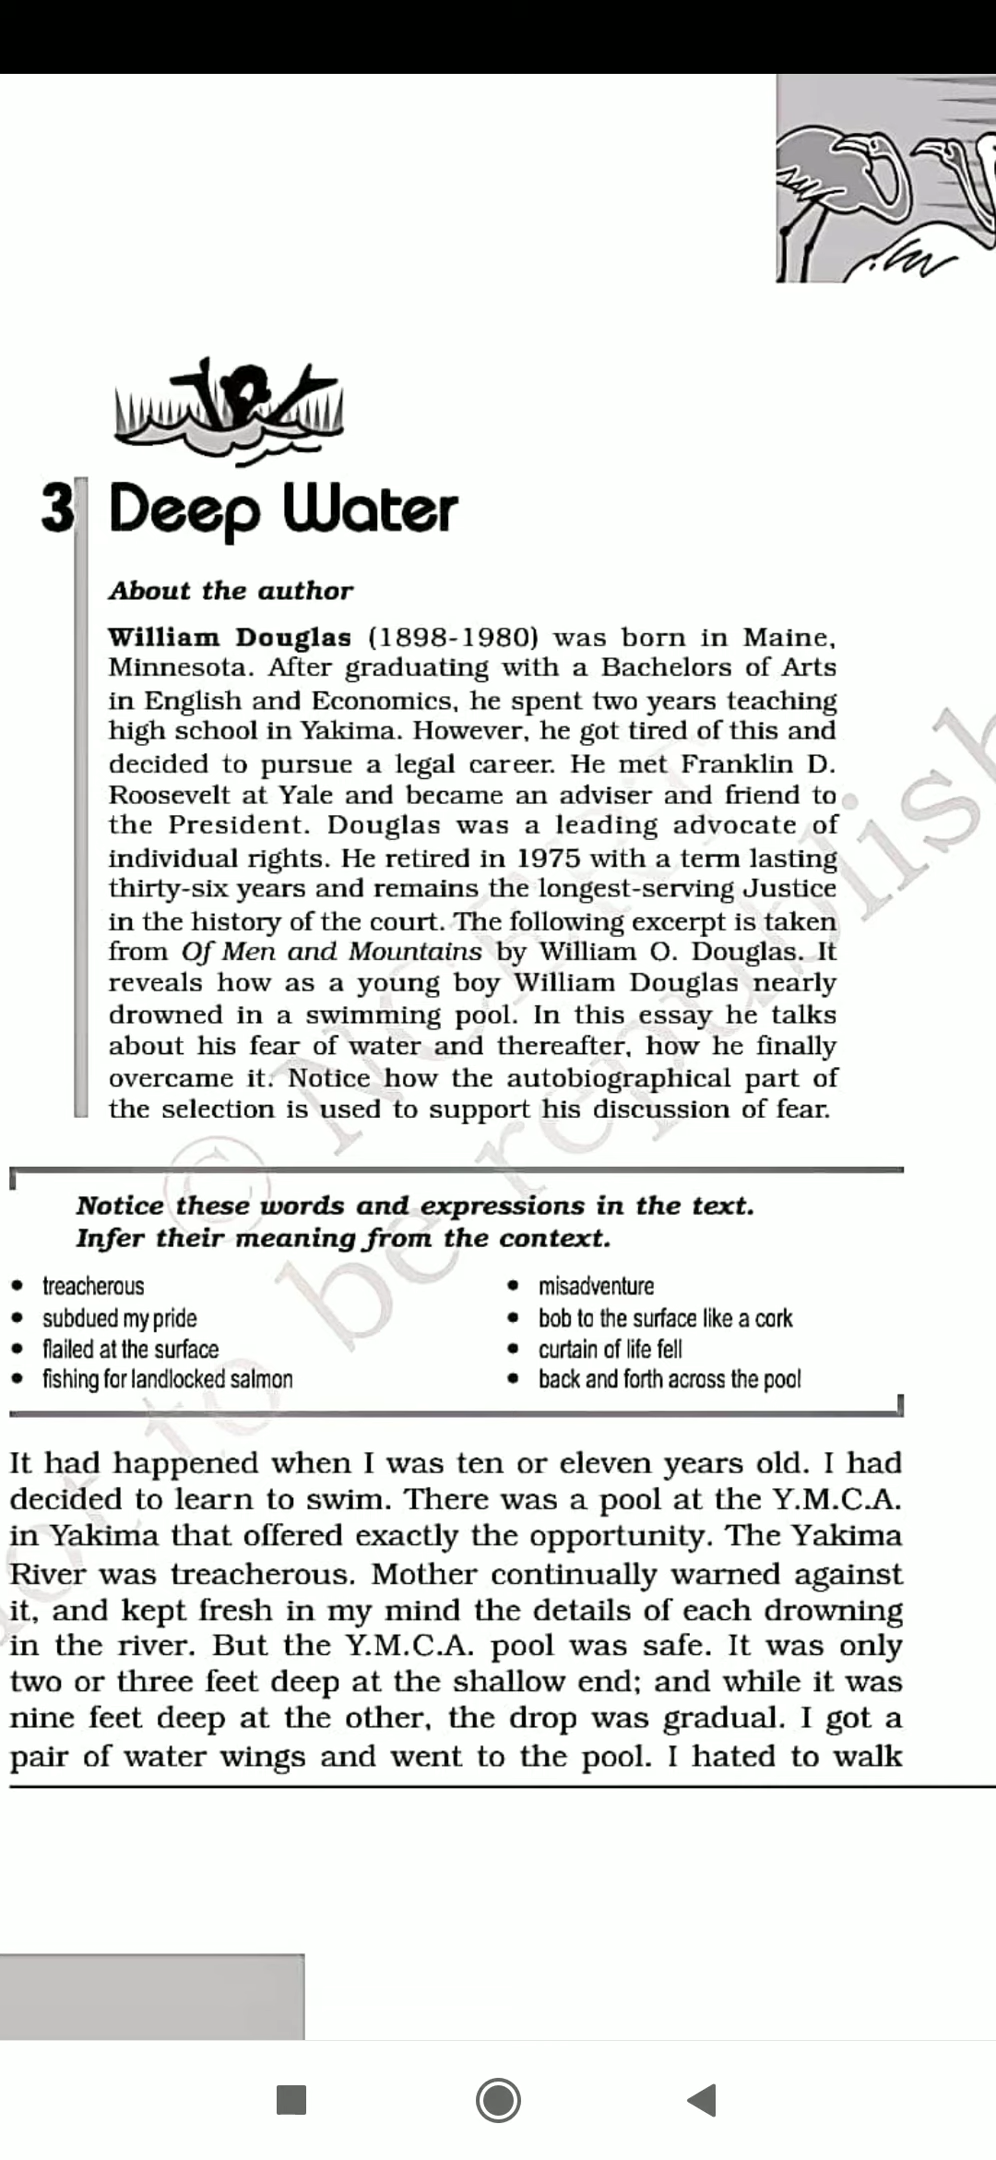 3 Deep Water
About the author
William Douglas (1898-1980) was born in Maine,
Minnesota. After graduating with a Bachelors of Arts
in English and Economics, he spent two years teaching
high school in Yakima. However, he got tired of this and
decided to pursue a legal career. He met Franklin D.
Roosevelt at Yale and became an adviser and friend to
the President. Douglas was a leading advocate of
individual rights. He retired in 1975 with a term lasting
thirty-six years and remains the longest-serving Justice
in the history of the court. The following excerpt is taken
from Of Men and Mountains by William O. Douglas. It
reveals how as a young boy William Douglas nearly
drowned in a swimming pool. In this essay he talks
about his fear of water and thereafter, how he finally
overcame it. Notice how the autobiographical part of
the selection is used to support his discussion of fear.
Notice these words and expressions in the text.
Infer their meaning from the context.
• treacherous
• subdued my pride
• flailed at the surface
• fishing for landlocked salmon
• misadventure
• bob to the surface like a cork
• curtain of life fell
• back and forth across the pool
It had happened when I was ten or eleven years old. I had
decided to learn to swim. There was a pool at the Y.M.C.A.
in Yakima that offered exactly the opportunity. The Yakima
River was treacherous. Mother continually warned against
it, and kept fresh in my mind the details of each drowning
in the river. But the Y.M.C.A. pool was safe. It was only
two or three feet deep at the shallow end; and while it was
nine feet deep at the other, the drop was gradual. I got a
pair of water wings and went to the pool. I hated to walk
© NCERT
not to be republish